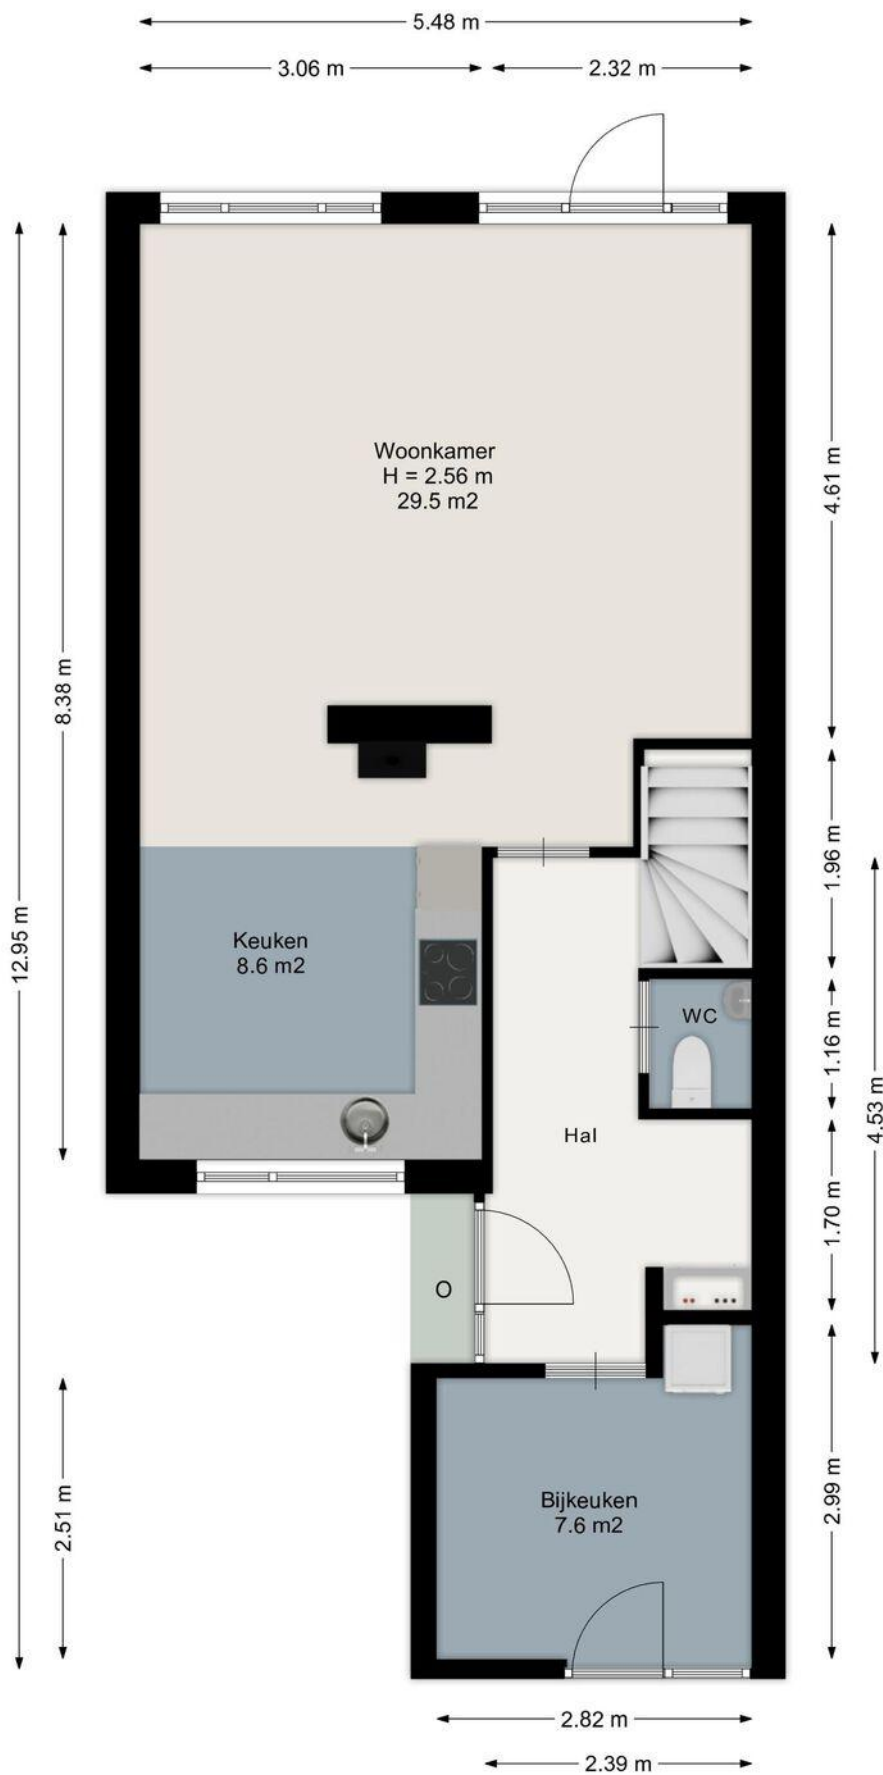 5.48 m
3.06 m
2.32 m
Woonkamer
H = 2.56 m
29.5 m2
4.61 m
8.38 m
12.95 m
1.96 m
Keuken
8.6 m2
WC
1.16 m
4.53 m
Hal
1.70 m
O
2.51 m
Bijkeuken
7.6 m2
2.99 m
2.82 m
2.39 m